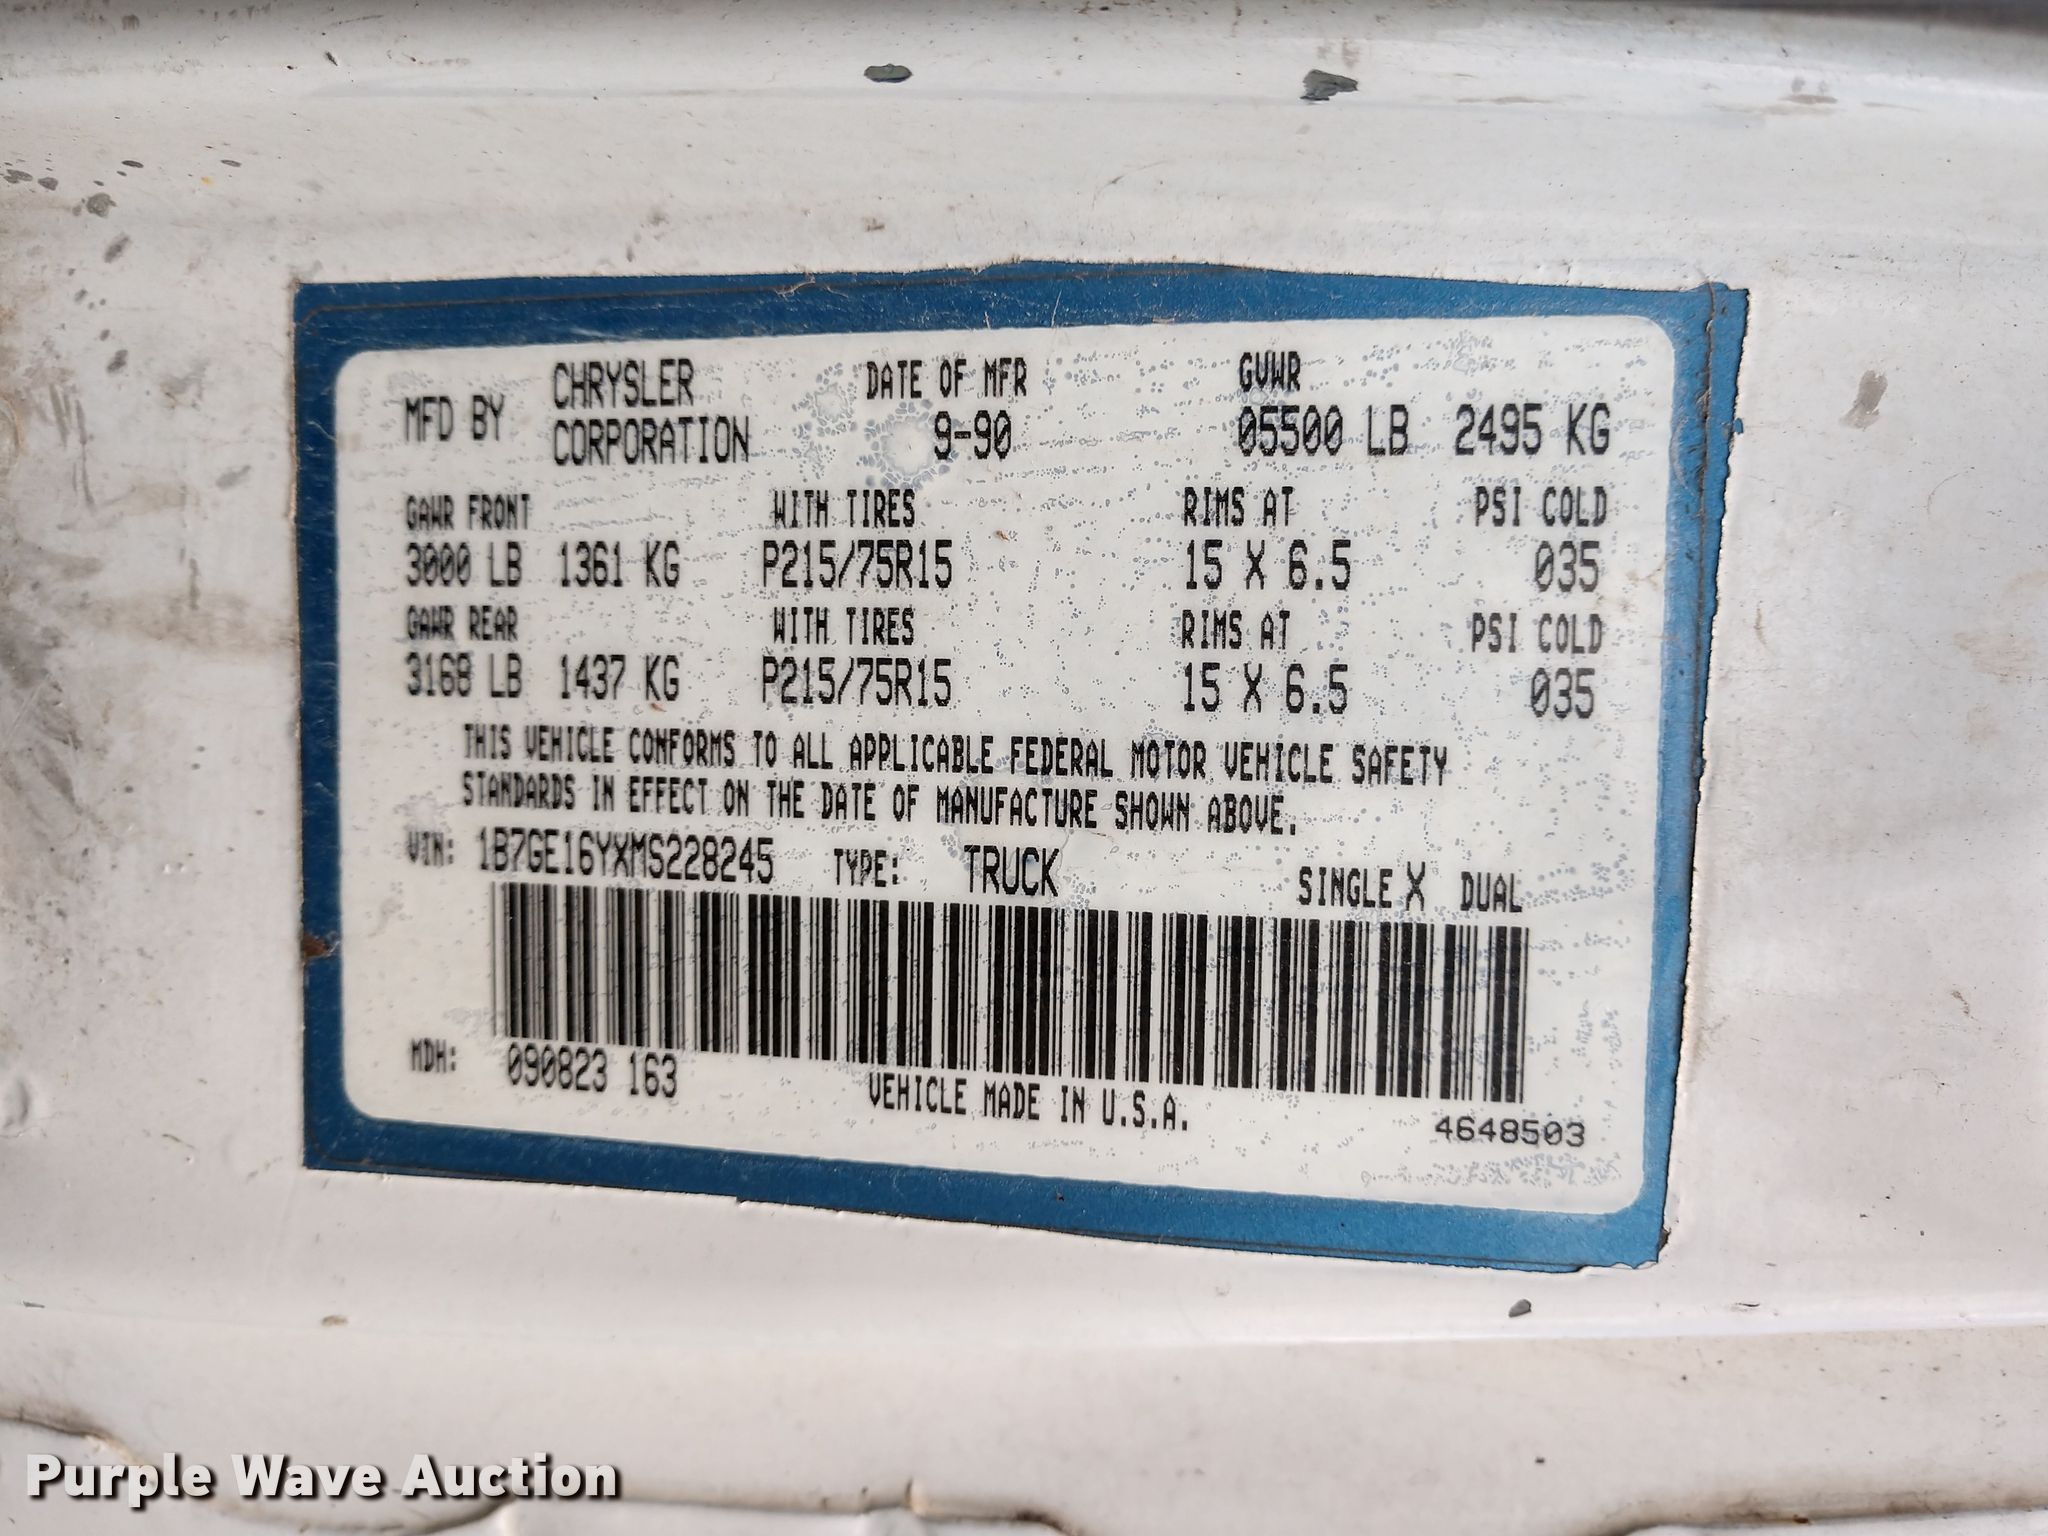 MFD BY CHRYSLER CORPORATION
DATE OF MFR
9-90
GVWR
05500 LB 2495 KG
GAWR FRONT WITH TIRES RIMS AT PSI COLD
3000 LB 1361 KG P215/75R15 15 X 6.5 035
GAWR REAR WITH TIRES RIMS AT PSI COLD
3168 LB 1437 KG P215/75R15 15 X 6.5 035
THIS VEHICLE CONFORMS TO ALL APPLICABLE FEDERAL MOTOR VEHICLE SAFETY
STANDARDS IN EFFECT ON THE DATE OF MANUFACTURE SHOWN ABOVE.
VIN: 1B7GE16YXMS228245 TYPE: TRUCK SINGLE X DUAL
MDH: 090823 163
VEHICLE MADE IN U.S.A.
4648503
Purple Wave Auction